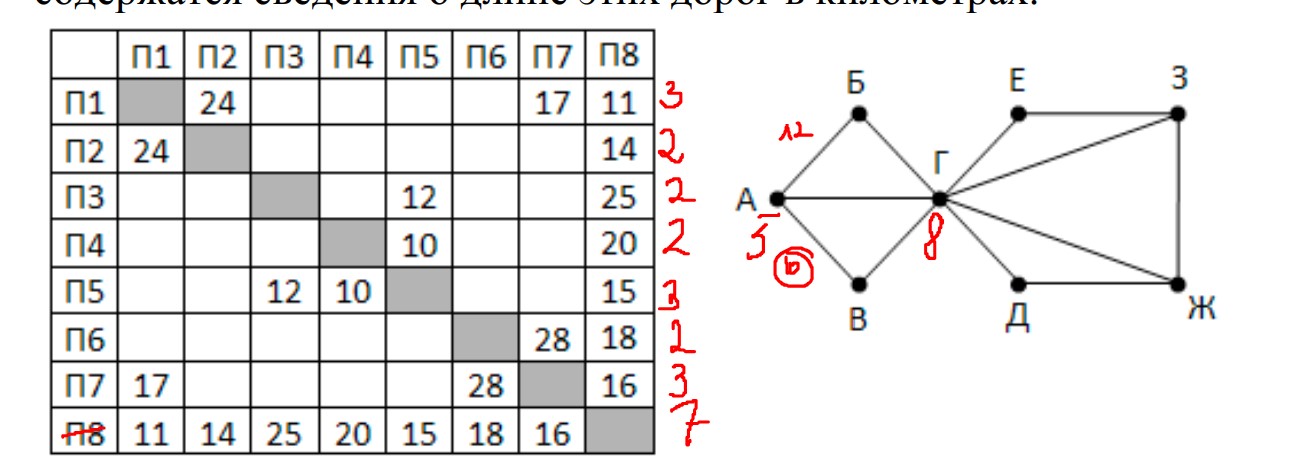 содержатся сведения о длине этих дорог в километрах.
П1 П2 П3 П4 П5 П6 П7 П8
П1 24 17 11 3
П2 24 14 2
П3 12 25 2
П4 10 20 2
П5 12 10 15 3
П6 28 18 2
П7 17 28 16 3
П8 11 14 25 20 15 18 16 7
Б Е З
12
Г
А
5 8
10
В Д Ж